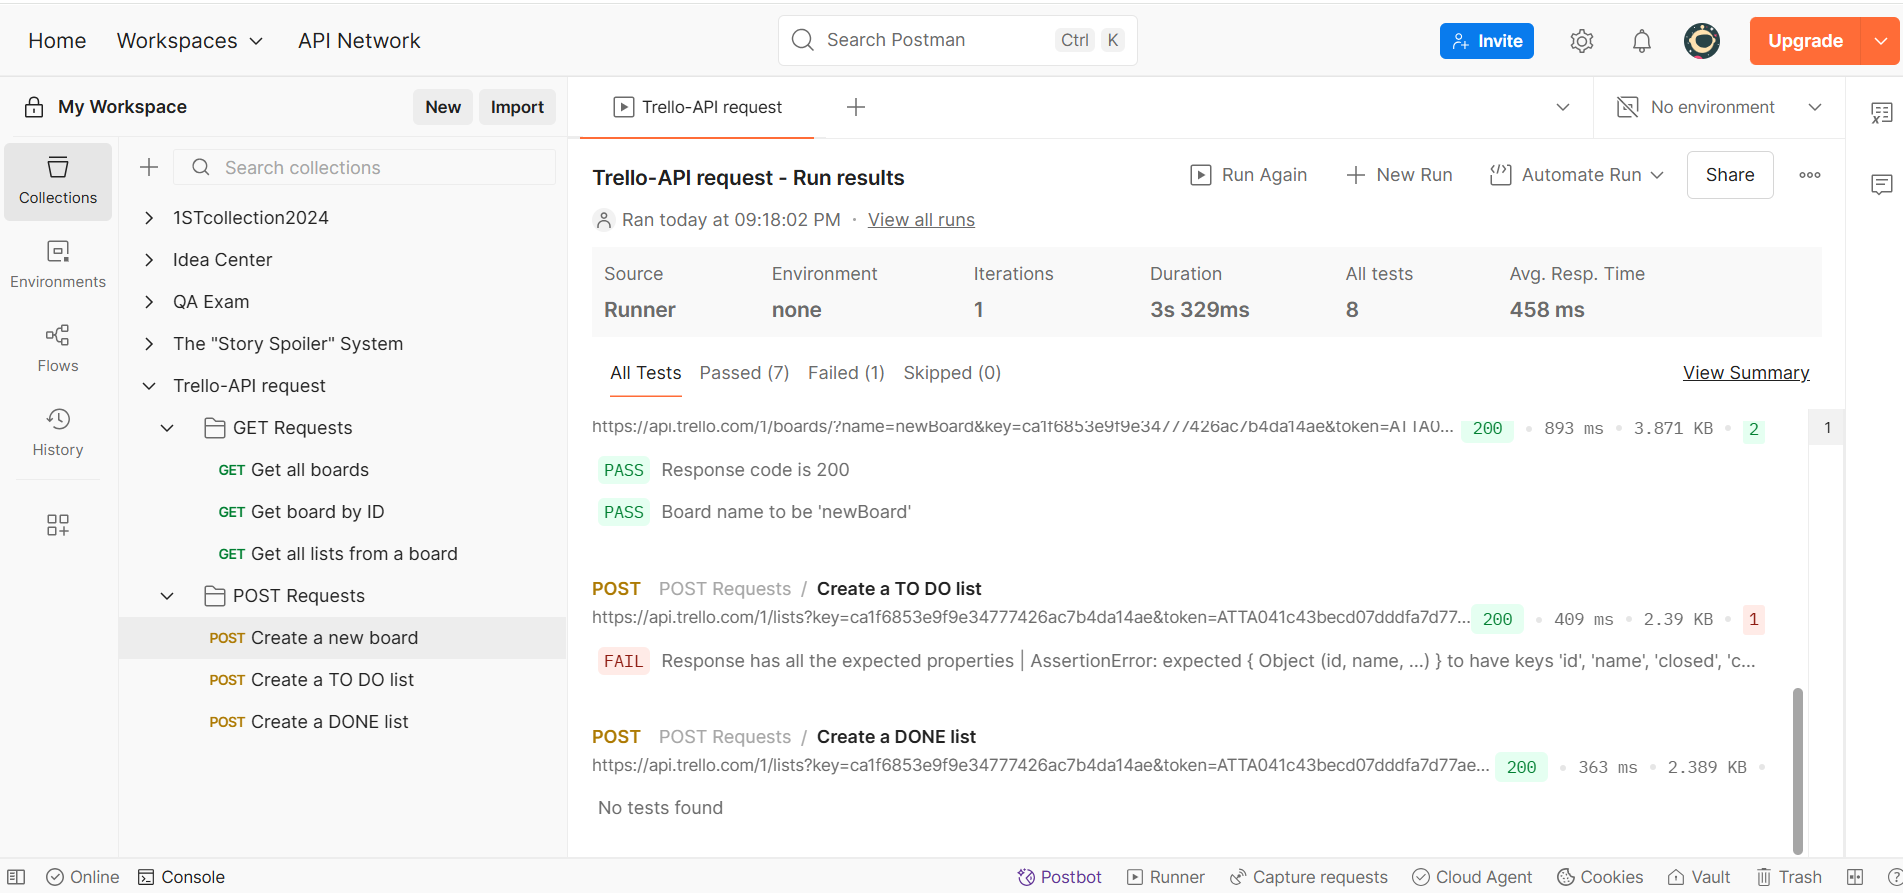 Home Workspaces API Network Search Postman Ctrl K Invite Upgrade
My Workspace New Import
Trello-API request
No environment
Collections
Environments
Flows
History
Search collections
1STcollection2024
Idea Center
QA Exam
The "Story Spoiler" System
Trello-API request
GET Requests
GET Get all boards
GET Get board by ID
GET Get all lists from a board
POST Requests
POST Create a new board
POST Create a TO DO list
POST Create a DONE list
Trello-API request - Run results
Run Again New Run Automate Run Share
Ran today at 09:18:02 PM · View all runs
Source Environment Iterations Duration All tests Avg. Resp. Time
Runner none 1 3s 329ms 8 458 ms
All Tests Passed (7) Failed (1) Skipped (0) View Summary
https://api.trello.com/1/boards/?name=newBoard&key=ca1f6853e9f9e34777426ac7b4da14ae&token=ATTA0... 200 893 ms 3.871 KB 2
1
PASS Response code is 200
PASS Board name to be 'newBoard'
POST POST Requests / Create a TO DO list
https://api.trello.com/1/lists?key=ca1f6853e9f9e34777426ac7b4da14ae&token=ATTA041c43becd07dddfa7d77... 200 409 ms 2.39 KB 1
FAIL Response has all the expected properties | AssertionError: expected { Object (id, name, ...) } to have keys 'id', 'name', 'closed', 'c...
POST POST Requests / Create a DONE list
https://api.trello.com/1/lists?key=ca1f6853e9f9e34777426ac7b4da14ae&token=ATTA041c43becd07dddfa7d77ae... 200 363 ms 2.389 KB
No tests found
Online Console Postbot Runner Capture requests Cloud Agent Cookies Vault Trash